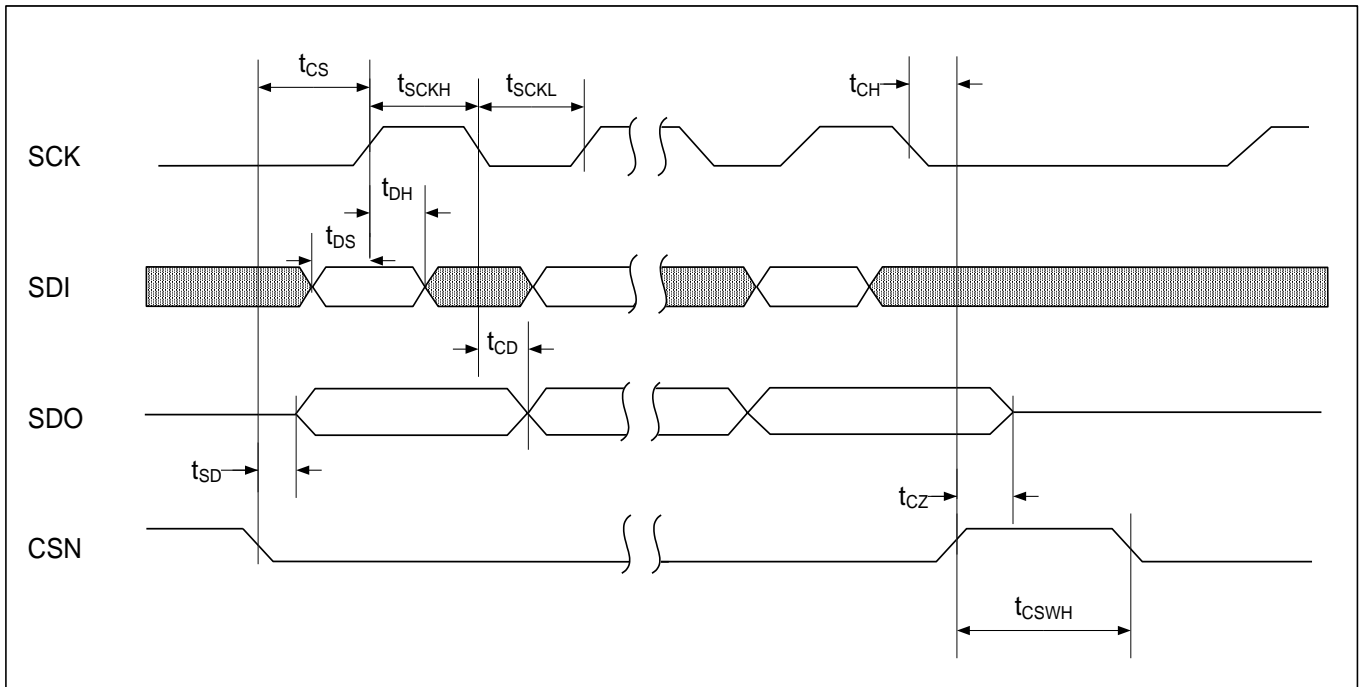 tCS
tSCKH
tSCKL
tCH
SCK
tDH
tDS
SDI
tCD
SDO
tSD
tCZ
CSN
tCSWH